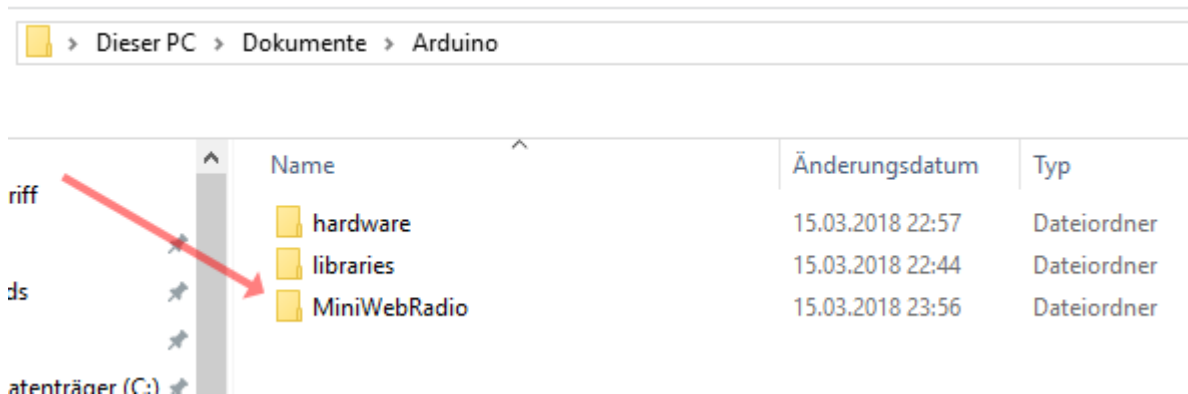 Dieser PC > Dokumente > Arduino
Name Änderungsdatum Typ
riff
hardware 15.03.2018 22:57 Dateiordner
libraries 15.03.2018 22:44 Dateiordner
ds
MiniWebRadio 15.03.2018 23:56 Dateiordner
atenträger (C:)